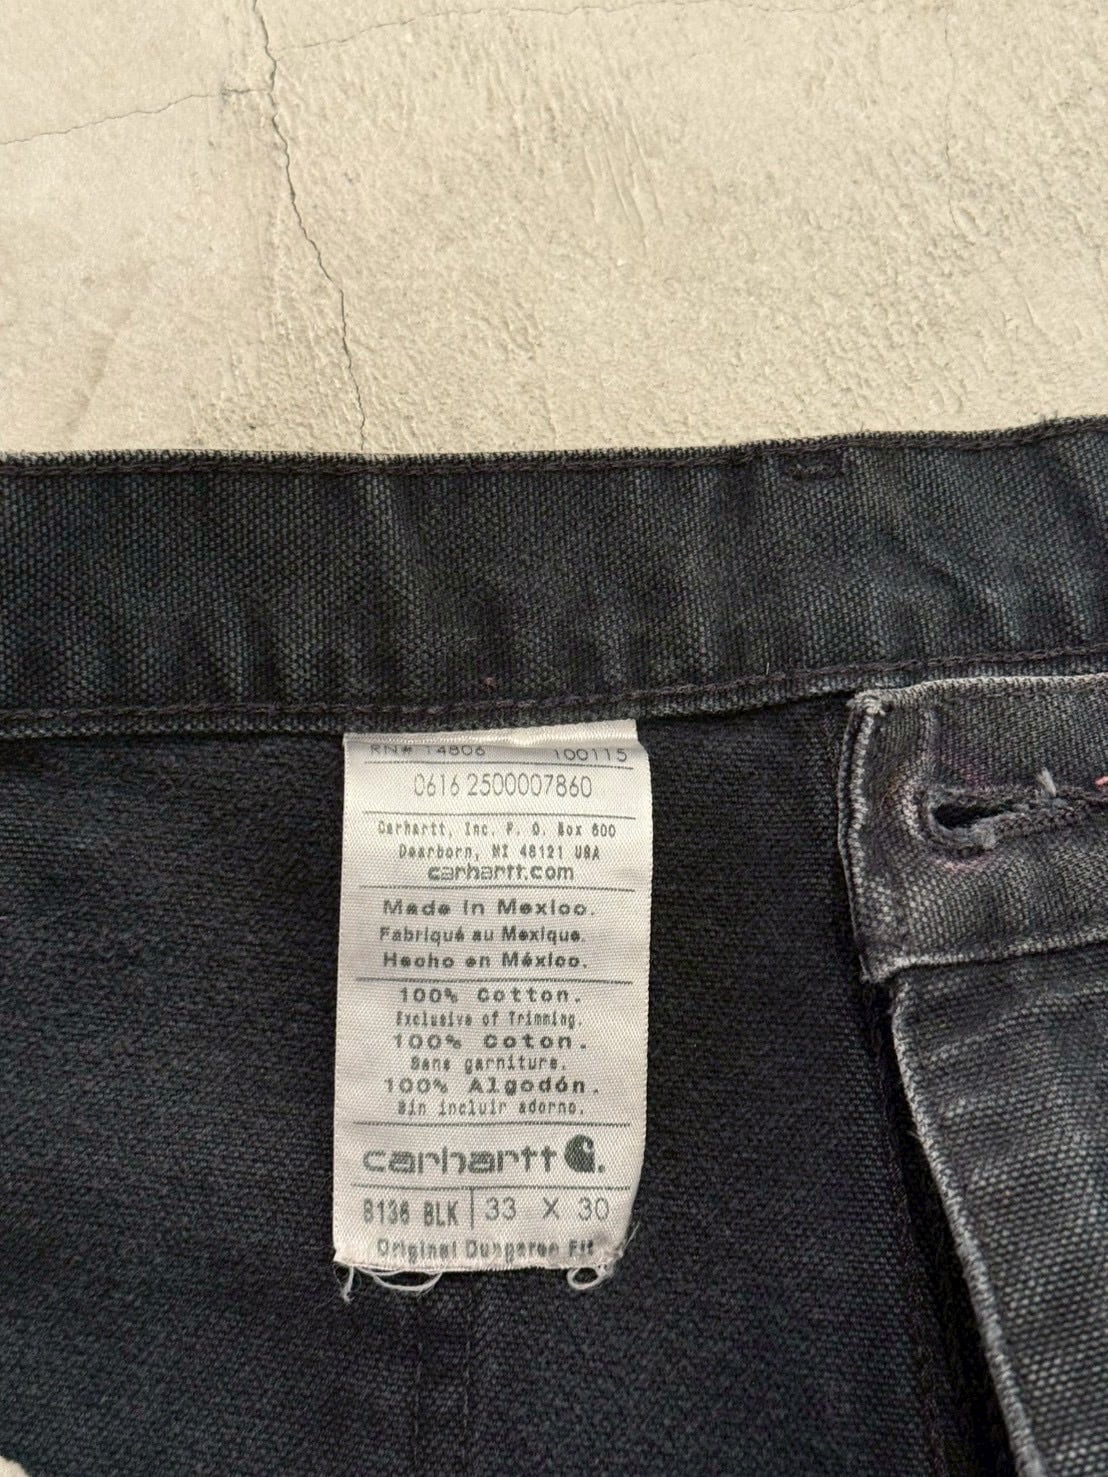 RN# 14806 100115
0616 2500007860
Carhartt, Inc. P. O. Box 600
Dearborn, MI 48121 USA
carhartt.com
Made in Mexico.
Fabriqué au Mexique.
Hecho en México.
100% Cotton.
Exclusive of Trimming.
100% Coton.
Sans garniture.
100% Algodón.
Sin incluir adorno.
carhartt
B136 BLK 33 X 30
Original Dungaree Fit